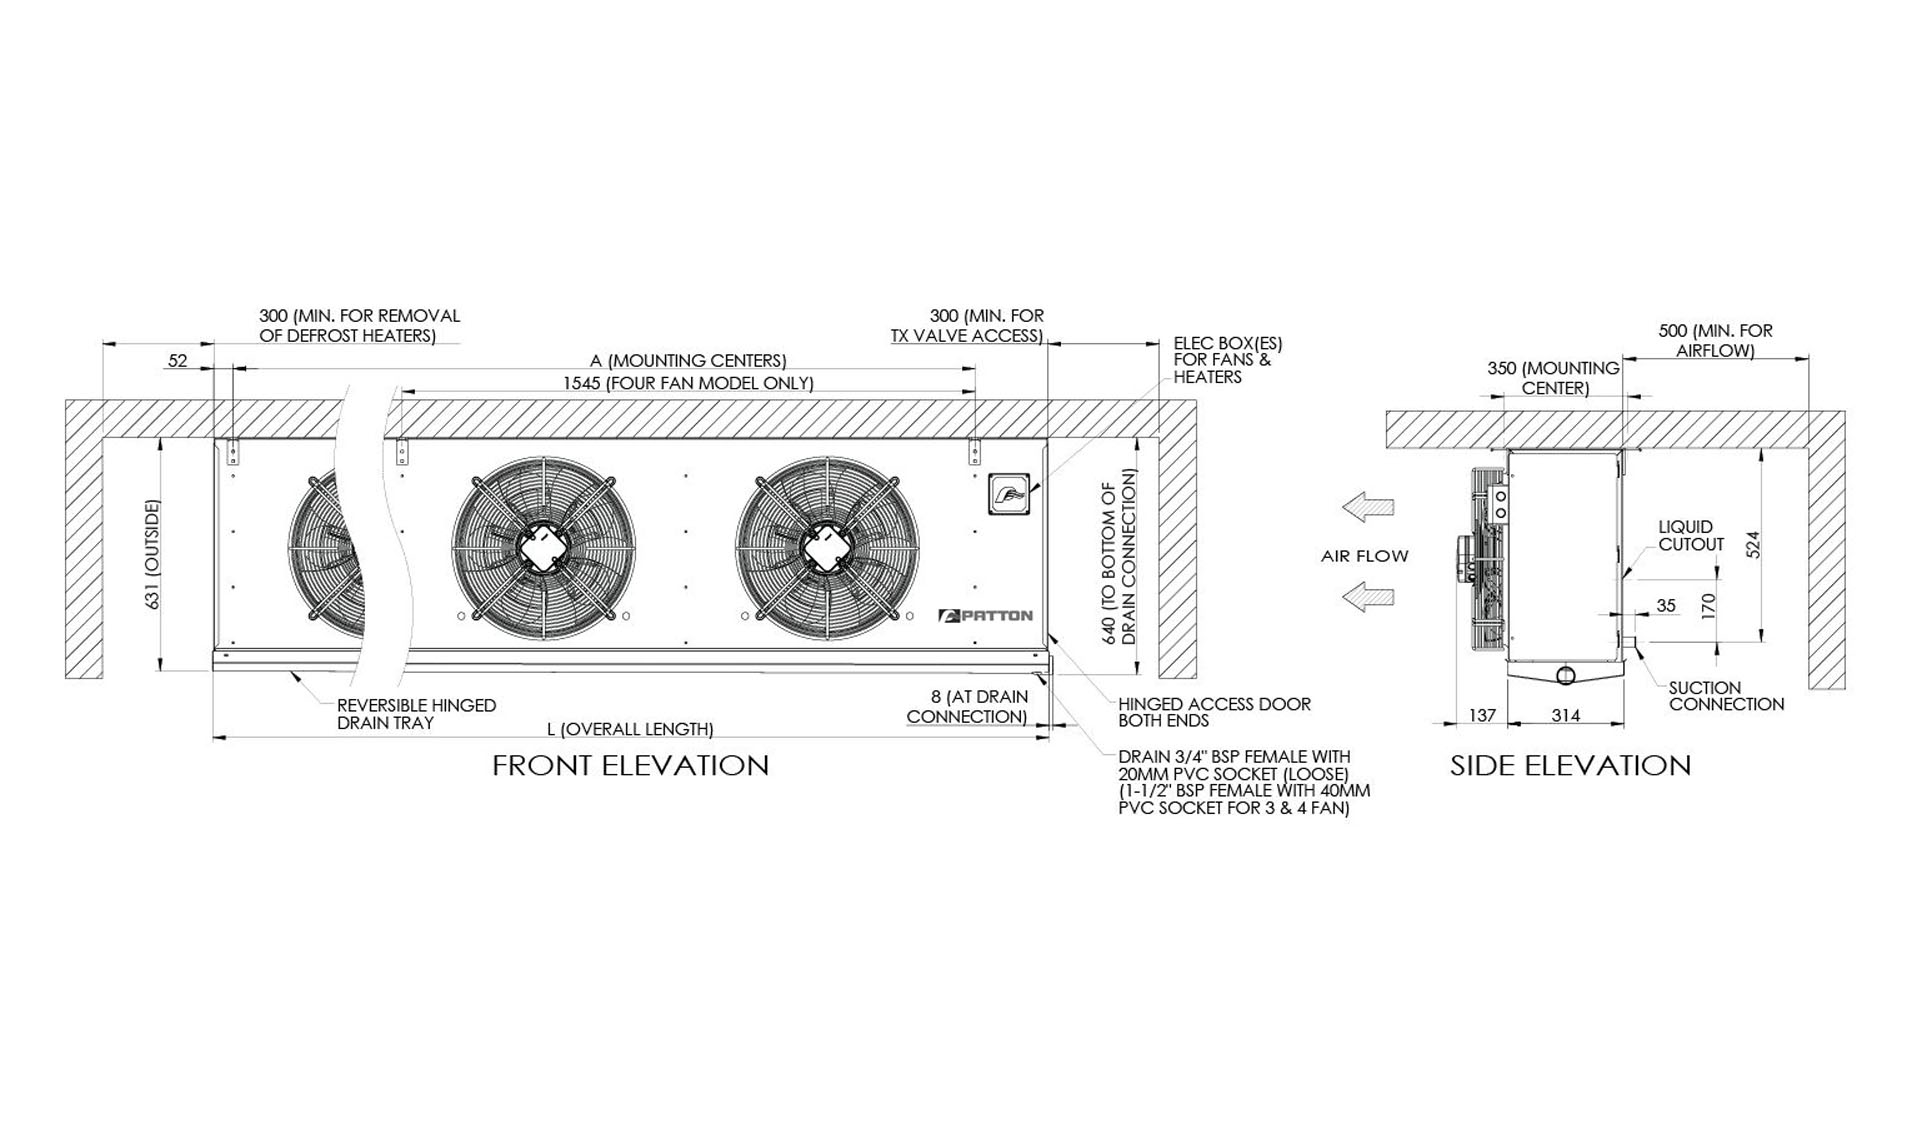 300 (MIN. FOR REMOVAL
OF DEFROST HEATERS)
300 (MIN. FOR
TX VALVE ACCESS)
52
A (MOUNTING CENTERS)
1545 (FOUR FAN MODEL ONLY)
ELEC BOX(ES)
FOR FANS &
HEATERS
631 (OUTSIDE)
640 (TO BOTTOM OF
DRAIN CONNECTION)
PATTON
REVERSIBLE HINGED
DRAIN TRAY
8 (AT DRAIN
CONNECTION)
L (OVERALL LENGTH)
HINGED ACCESS DOOR
BOTH ENDS
DRAIN 3/4" BSP FEMALE WITH
20MM PVC SOCKET (LOOSE)
(1-1/2" BSP FEMALE WITH 40MM
PVC SOCKET FOR 3 & 4 FAN)
FRONT ELEVATION
500 (MIN. FOR
AIRFLOW)
350 (MOUNTING
CENTER)
AIR FLOW
LIQUID
CUTOUT
524
35
170
SUCTION
CONNECTION
137
314
SIDE ELEVATION